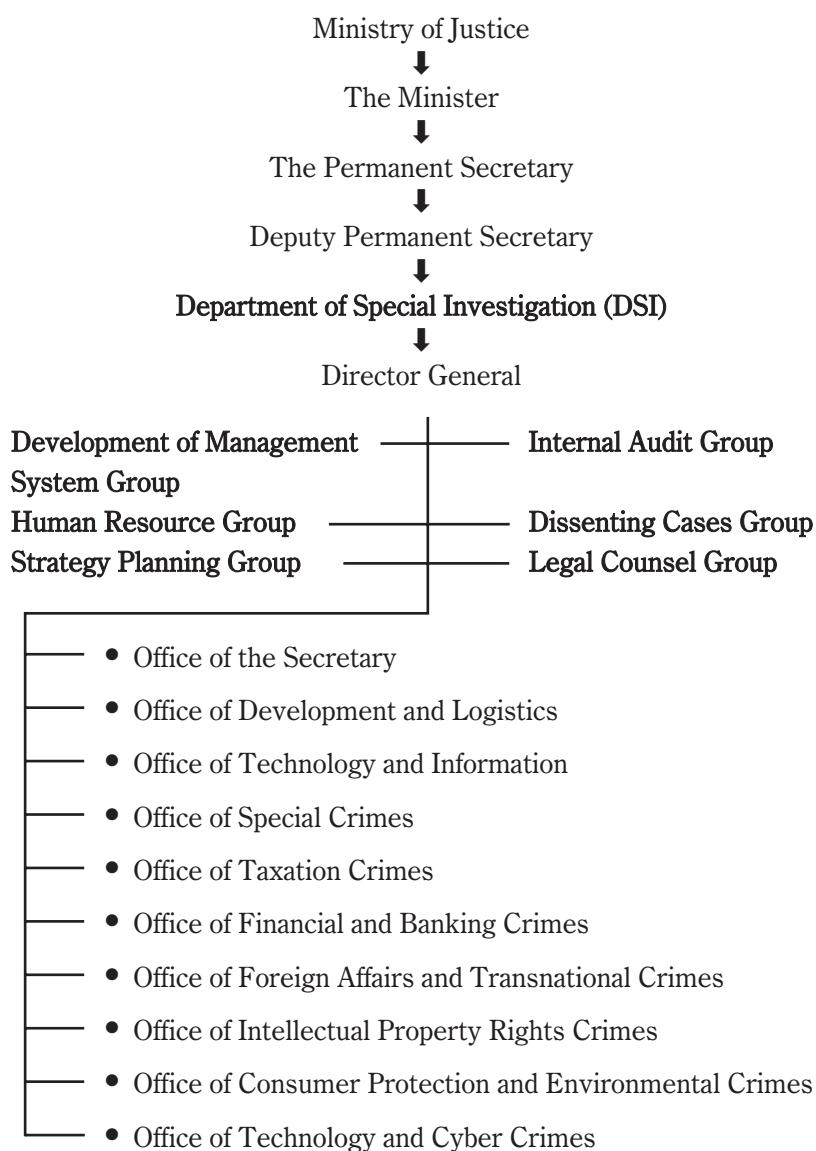 Ministry of Justice
The Minister
The Permanent Secretary
Deputy Permanent Secretary
Department of Special Investigation (DSI)
Director General
Development of Management
System Group
Internal Audit Group
Human Resource Group
Dissenting Cases Group
Strategy Planning Group
Legal Counsel Group
• Office of the Secretary
• Office of Development and Logistics
• Office of Technology and Information
• Office of Special Crimes
• Office of Taxation Crimes
• Office of Financial and Banking Crimes
• Office of Foreign Affairs and Transnational Crimes
• Office of Intellectual Property Rights Crimes
• Office of Consumer Protection and Environmental Crimes
• Office of Technology and Cyber Crimes